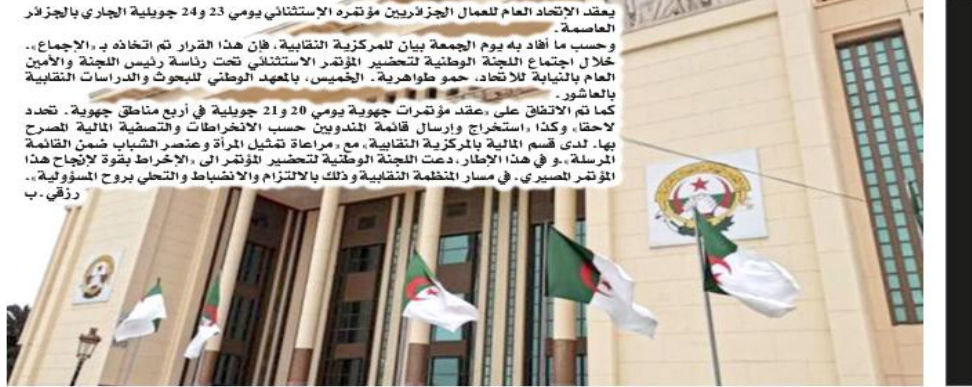 يعقد الإتحاد العام للعمال الجزائريين مؤتمره الإستثنائي يومي 23 و24 جويلية الجاري بالجزائر
العاصمة.
وحسب ما أفاد به يوم الجمعة بيان للمركزية النقابية، فإن هذا القرار تم اتخاذه بـ «الإجماع».
خلال اجتماع اللجنة الوطنية لتحضير المؤتمر الاستثنائي تحت رئاسة رئيس اللجنة والأمين
العام بالنيابة للاتحاد، حمو طواهرية. الخميس، بالمعهد الوطني للبحوث والدراسات النقابية
بالعاشور.
كما تم الاتفاق على «عقد مؤتمرات جهوية يومي 20 و21 جويلية في أربع مناطق جهوية. تحدد
لاحقا» وكذا «استخراج وإرسال قائمة المندوبين حسب الانخراطات والتصفية المالية المصرح
بها. لدى قسم المالية بالمركزية النقابية» مع «مراعاة تمثيل المرأة وعنصر الشباب ضمن القائمة
المرسلة».و في هذا الإطار، دعت اللجنة الوطنية لتحضير المؤتمر الى «الإخراط بقوة لإنجاح هذا
المؤتمر المصيري. في مسار المنظمة النقابية وذلك بالالتزام والانضباط والتحلي بروح المسؤولية».
رزقي.ب